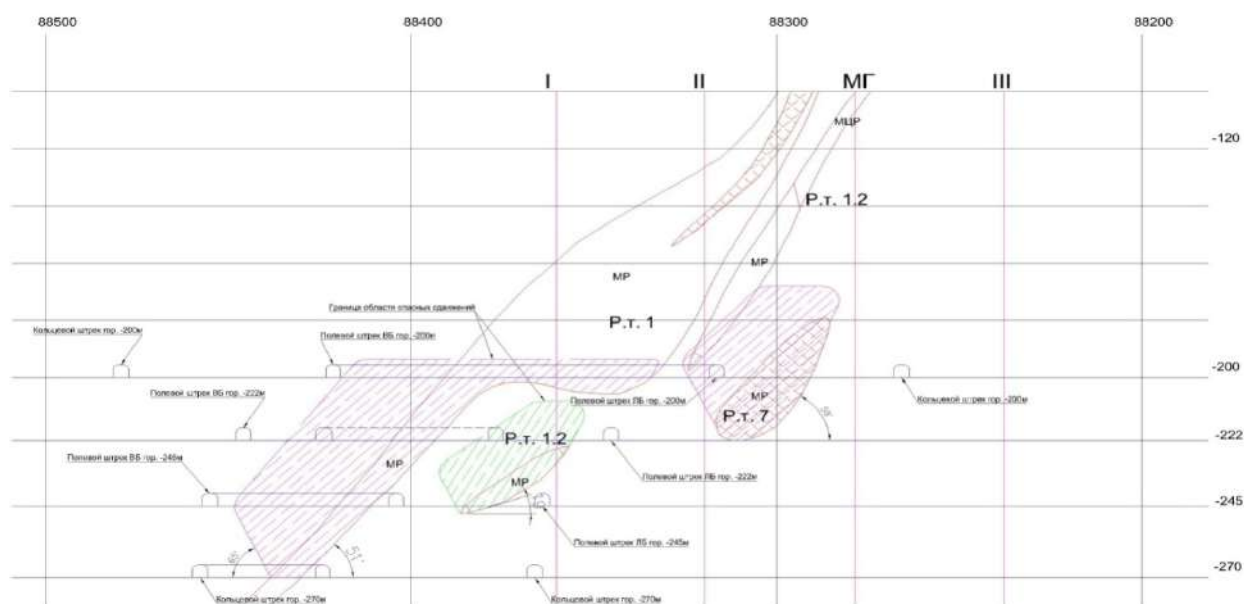 88500 88400 88300 88200
I II МГ III
МЦР
-120
Р.т. 1.2
МР МР
Граница области опасных сдвижений
Р.т. 1
Кольцевой штрек гор. -200м
Полевой штрек ВБ гор. -200м
-200
Полевой штрек ВБ гор. -222м
Полевой штрек ЛБ гор. -200м
МР
Кольцевой штрек гор. -200м
Р.т. 7
Р.т. 1.2
-222
Полевой штрек ВБ гор. -245м
МР
Полевой штрек ЛБ гор. -222м
МР
-245
Полевой штрек ЛБ гор. -245м
65°
51°
-270
Кольцевой штрек гор. -270м
Кольцевой штрек гор. -270м